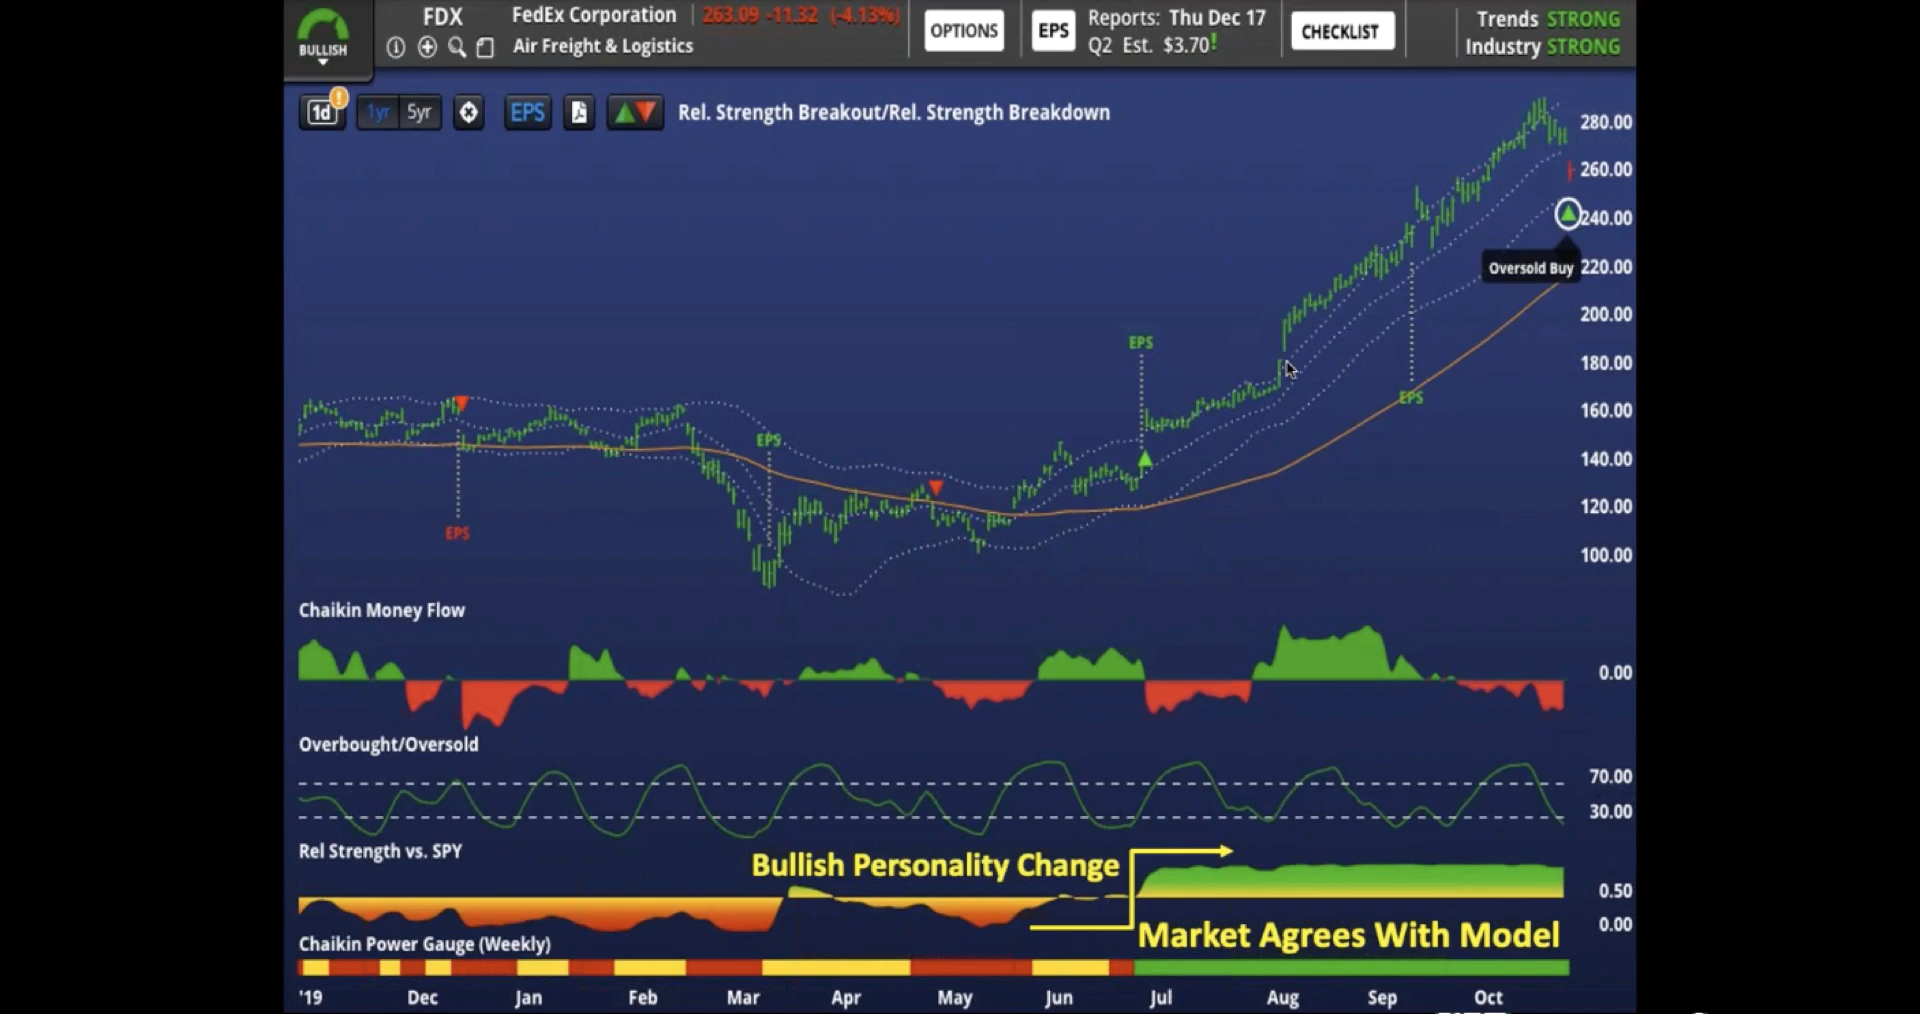 FDX
FedEx Corporation
263.09 -11.32 (-4.13%)
Air Freight & Logistics
BULLISH
OPTIONS
EPS
Reports: Thu Dec 17
Q2 Est. $3.70!
CHECKLIST
Trends STRONG
Industry STRONG
1d
!
1yr
5yr
EPS
Rel. Strength Breakout/Rel. Strength Breakdown
280.00
260.00
240.00
Oversold Buy
220.00
200.00
180.00
160.00
140.00
120.00
100.00
EPS
EPS
EPS
EPS
Chaikin Money Flow
0.00
Overbought/Oversold
70.00
30.00
Rel Strength vs. SPY
Bullish Personality Change
0.50
0.00
Market Agrees With Model
Chaikin Power Gauge (Weekly)
'19 Dec Jan Feb Mar Apr May Jun Jul Aug Sep Oct